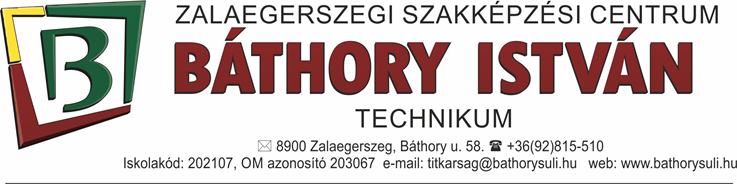 ZALAEGERSZEGI SZAKKÉPZÉSI CENTRUM
B
BÁTHORY ISTVÁN
TECHNIKUM
✉ 8900 Zalaegerszeg, Báthory u. 58. ☎ +36(92)815-510
Iskolakód: 202107, OM azonosító 203067 e-mail: titkarsag@bathorysuli.hu web: www.bathorysuli.hu